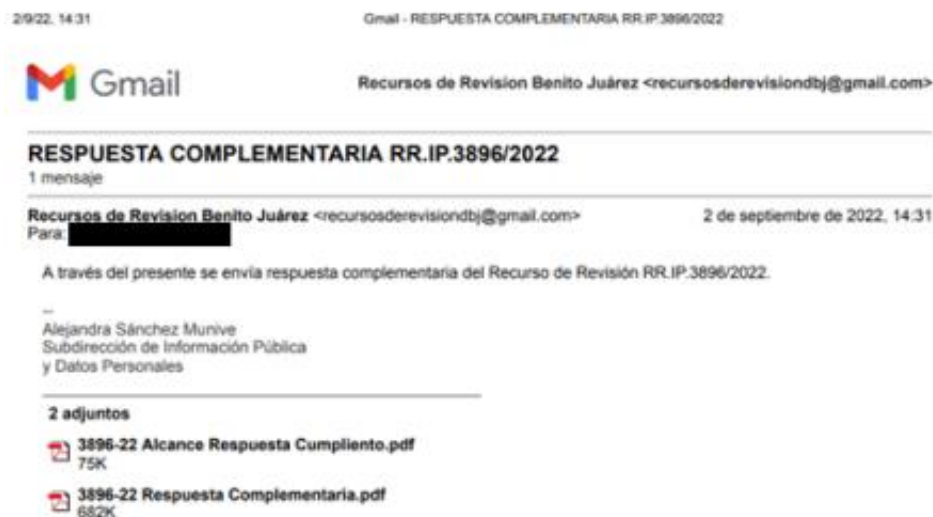 2/9/22, 14:31 Gmail - RESPUESTA COMPLEMENTARIA RR.IP.3896/2022
Gmail Recursos de Revision Benito Juárez <recursosderevisiondbj@gmail.com>
RESPUESTA COMPLEMENTARIA RR.IP.3896/2022
1 mensaje
Recursos de Revision Benito Juárez <recursosderevisiondbj@gmail.com> 2 de septiembre de 2022, 14:31
Para:
A través del presente se envía respuesta complementaria del Recurso de Revisión RR.IP.3896/2022.
--
Alejandra Sánchez Munive
Subdirección de Información Pública
y Datos Personales
2 adjuntos
3896-22 Alcance Respuesta Cumpliento.pdf
75K
3896-22 Respuesta Complementaria.pdf
682K